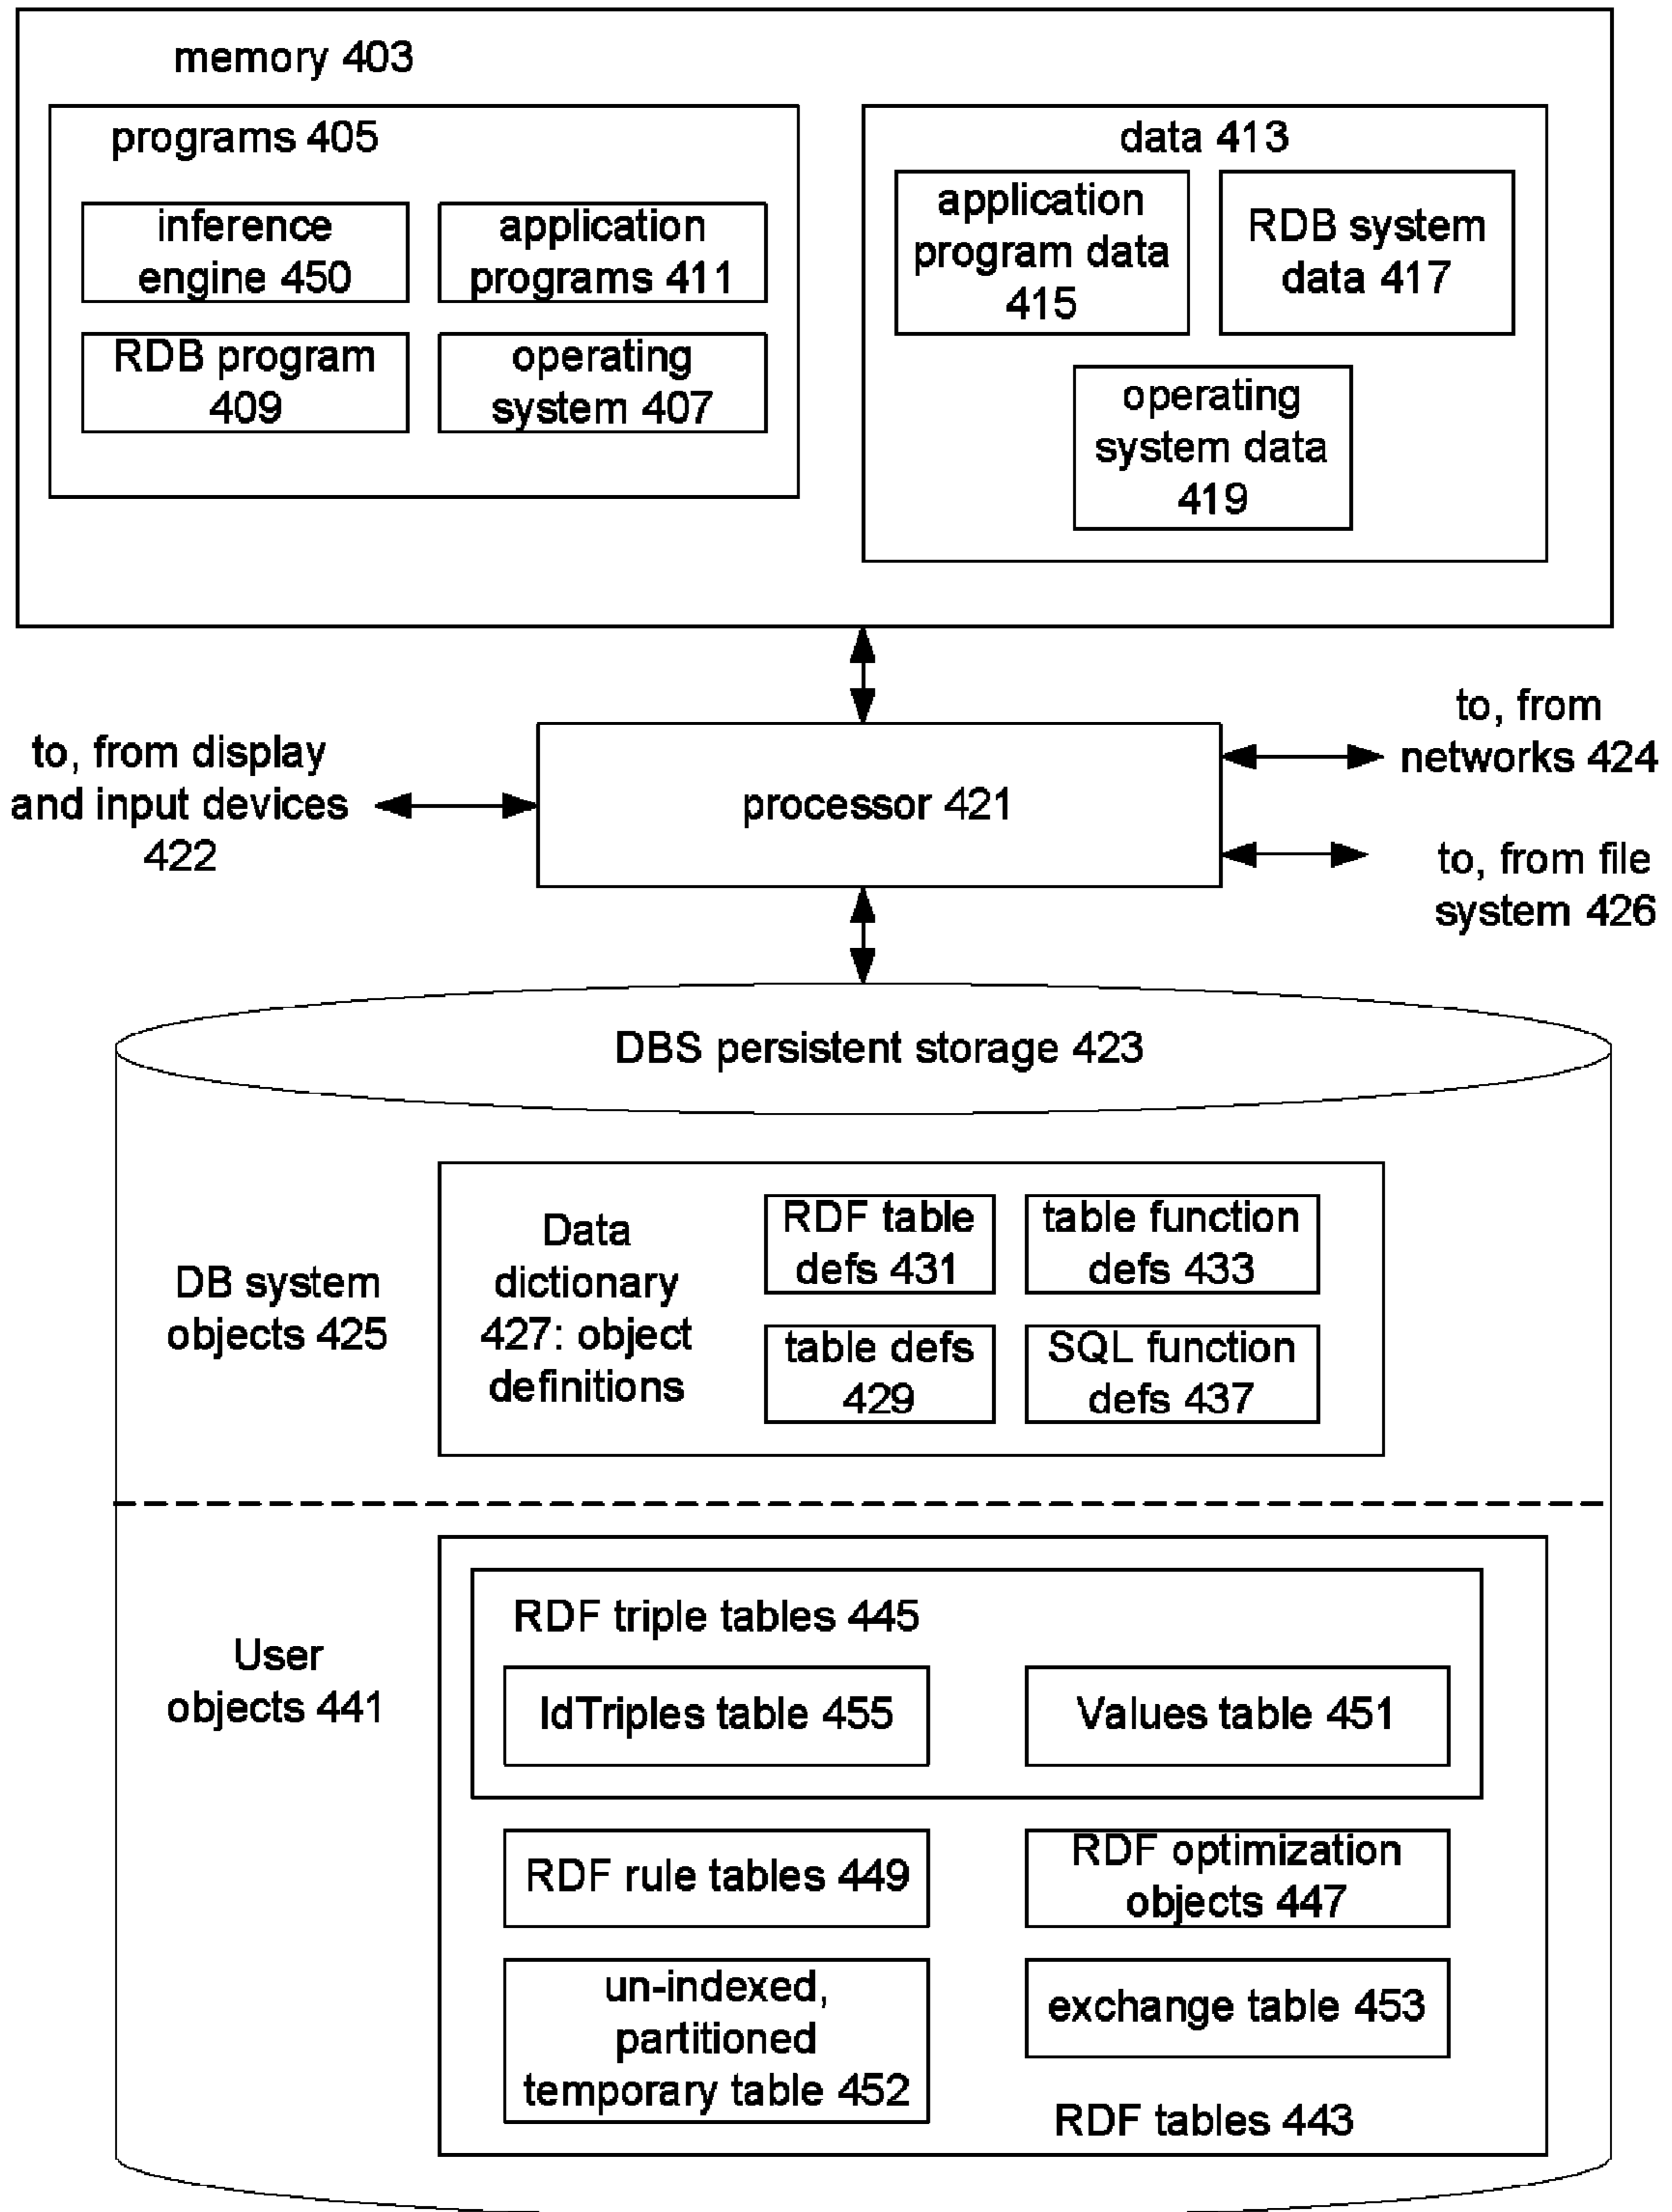 memory 403
programs 405
inference
engine 450
application
programs 411
RDB program
409
operating
system 407
data 413
application
program data
415
RDB system
data 417
operating
system data
419
to, from display
and input devices
422
processor 421
to, from
networks 424
to, from file
system 426
DBS persistent storage 423
DB system
objects 425
Data
dictionary
427: object
definitions
RDF table
defs 431
table function
defs 433
table defs
429
SQL function
defs 437
User
objects 441
RDF triple tables 445
IdTriples table 455
Values table 451
RDF rule tables 449
RDF optimization
objects 447
un-indexed,
partitioned
temporary table 452
exchange table 453
RDF tables 443